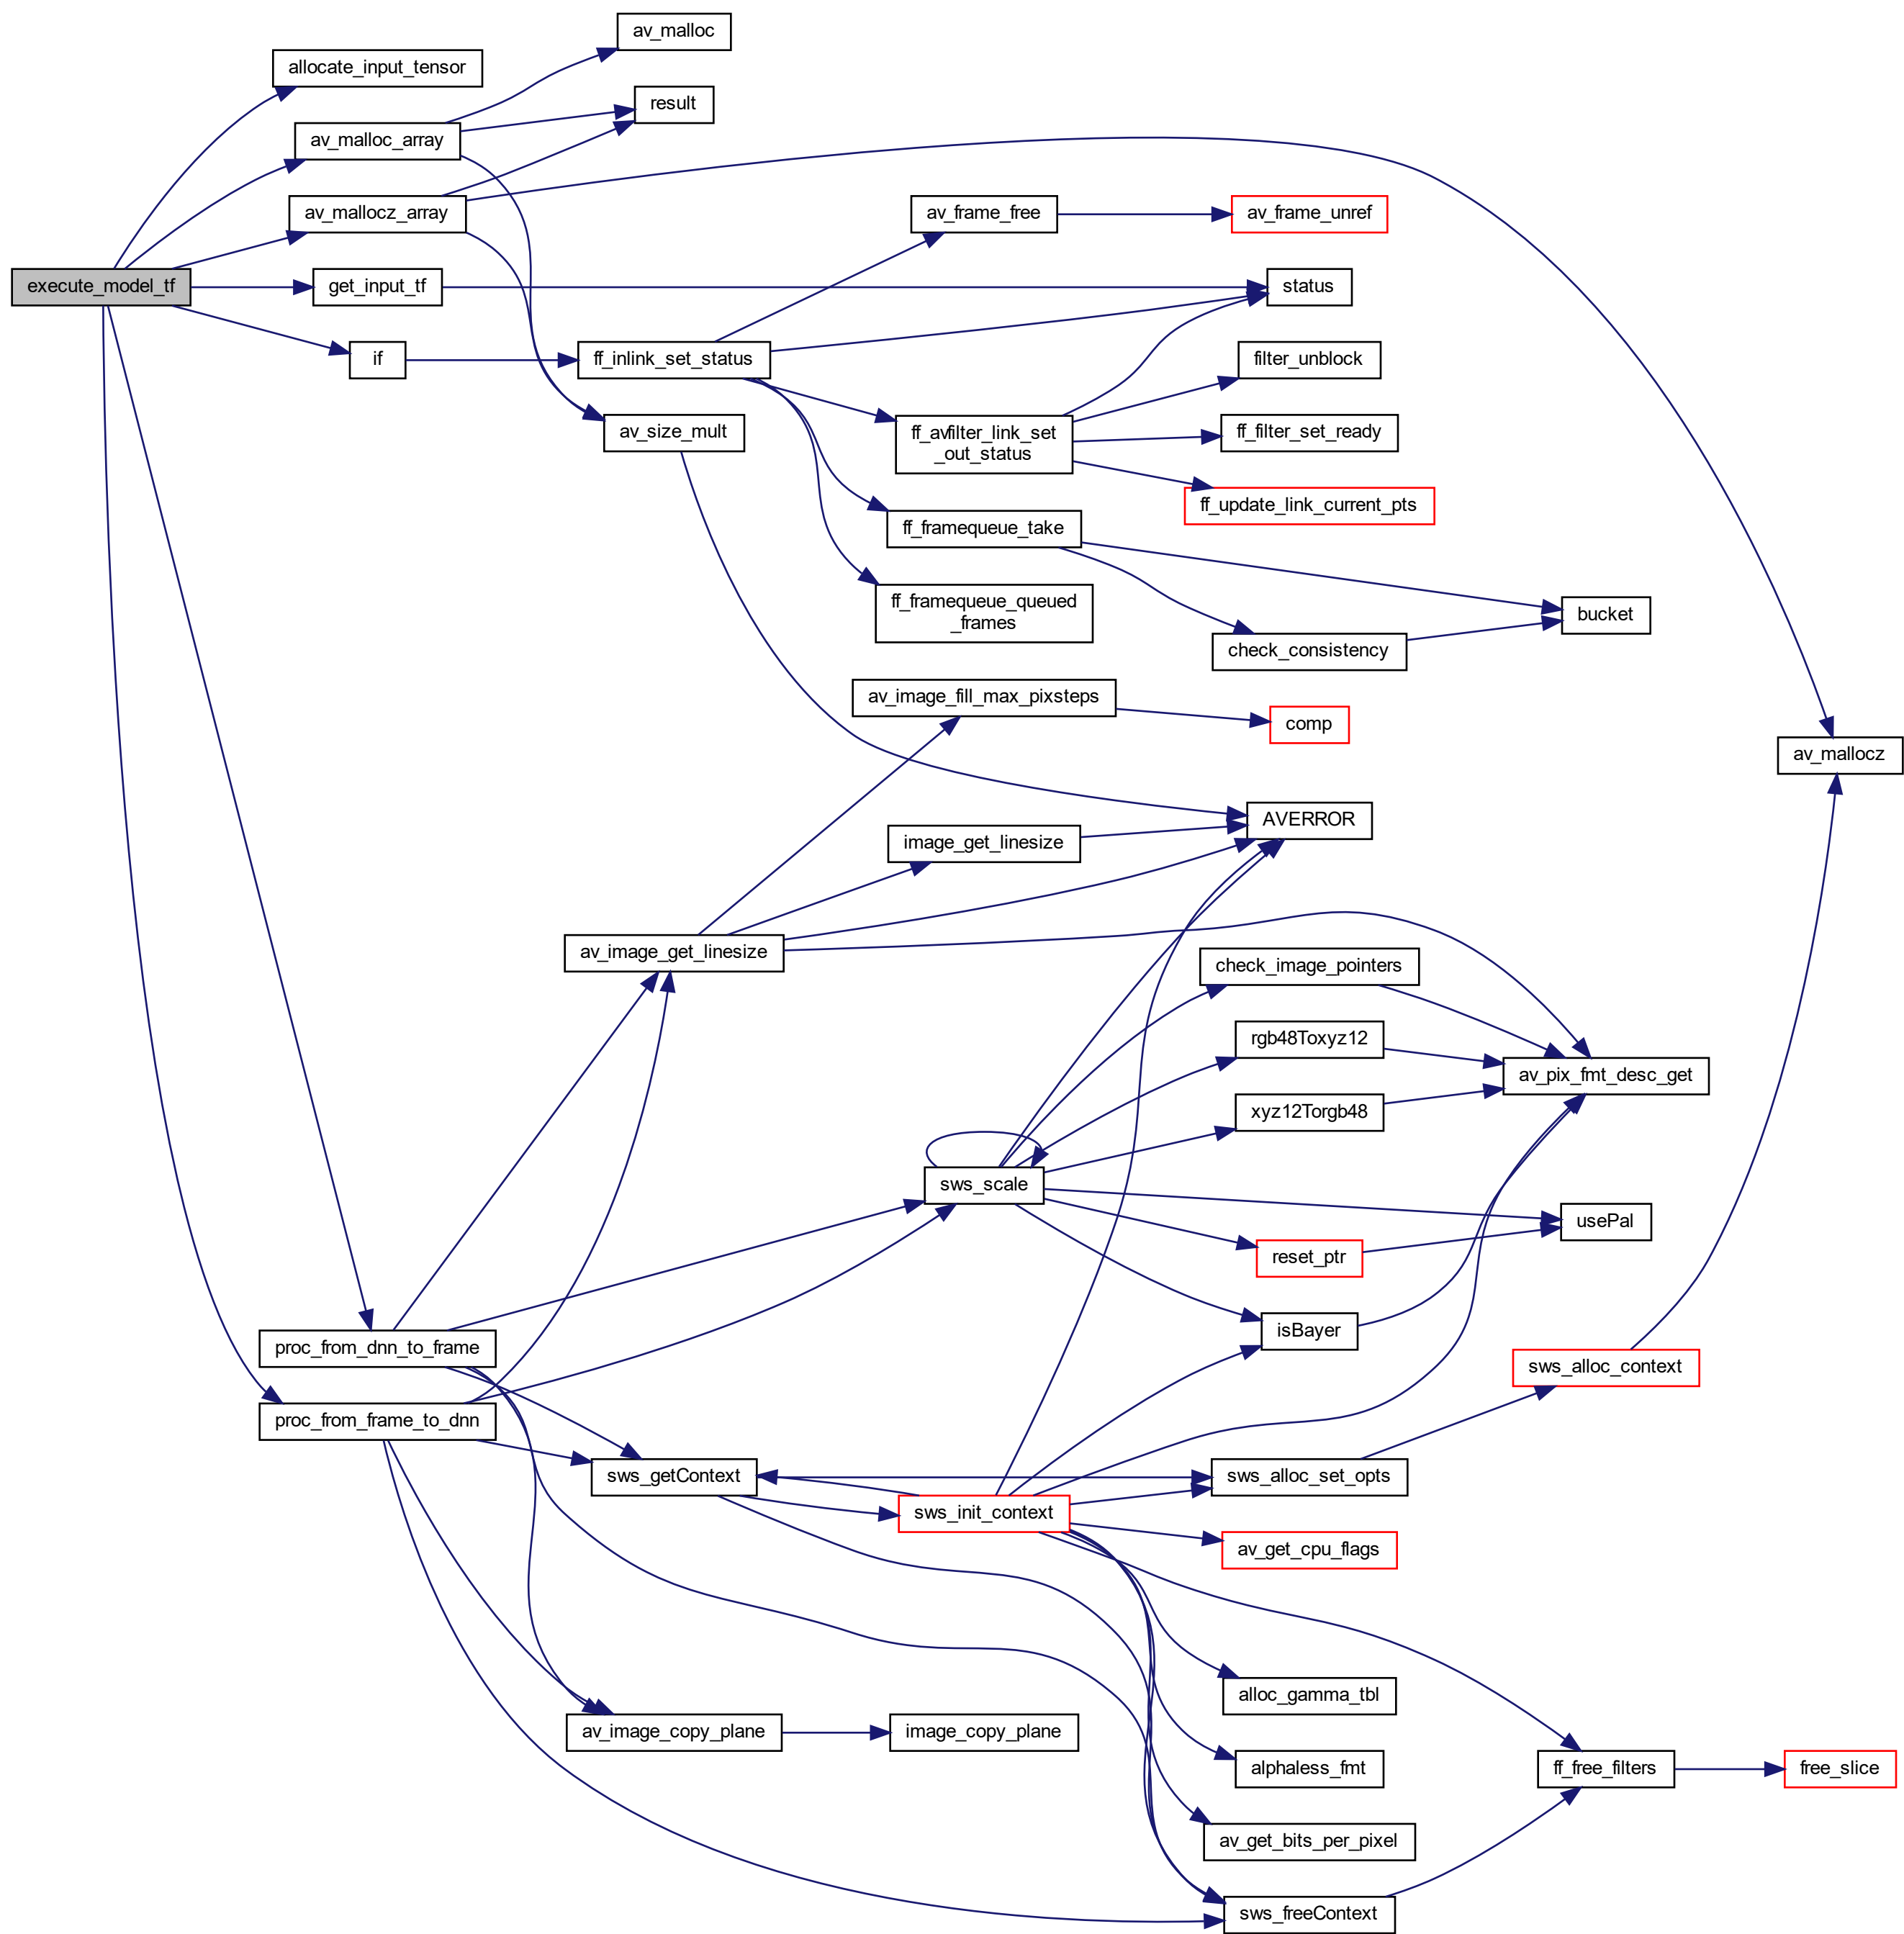 av_malloc
allocate_input_tensor
result
av_malloc_array
av_mallocz_array
av_frame_free
av_frame_unref
execute_model_tf
get_input_tf
status
if
ff_inlink_set_status
filter_unblock
av_size_mult
ff_avfilter_link_set
_out_status
ff_filter_set_ready
ff_update_link_current_pts
ff_framequeue_take
ff_framequeue_queued
_frames
bucket
check_consistency
av_image_fill_max_pixsteps
comp
av_mallocz
AVERROR
image_get_linesize
av_image_get_linesize
check_image_pointers
rgb48Toxyz12
av_pix_fmt_desc_get
xyz12Torgb48
sws_scale
usePal
reset_ptr
isBayer
proc_from_dnn_to_frame
sws_alloc_context
proc_from_frame_to_dnn
sws_getContext
sws_alloc_set_opts
sws_init_context
av_get_cpu_flags
alloc_gamma_tbl
av_image_copy_plane
image_copy_plane
alphaless_fmt
ff_free_filters
free_slice
av_get_bits_per_pixel
sws_freeContext